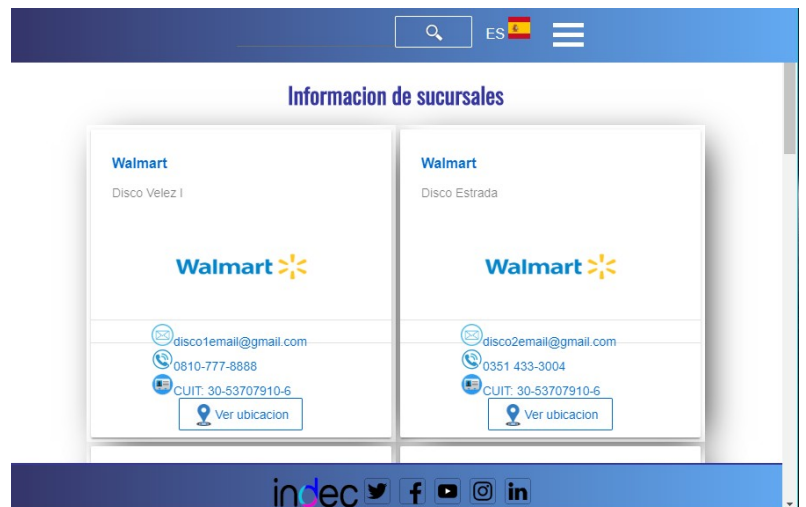 ES
Informacion de sucursales
Walmart
Disco Velez I
Walmart
disco1email@gmail.com
0810-777-8888
CUIT: 30-53707910-6
Ver ubicacion
Walmart
Disco Estrada
Walmart
disco2email@gmail.com
0351 433-3004
CUIT: 30-53707910-6
Ver ubicacion
indec